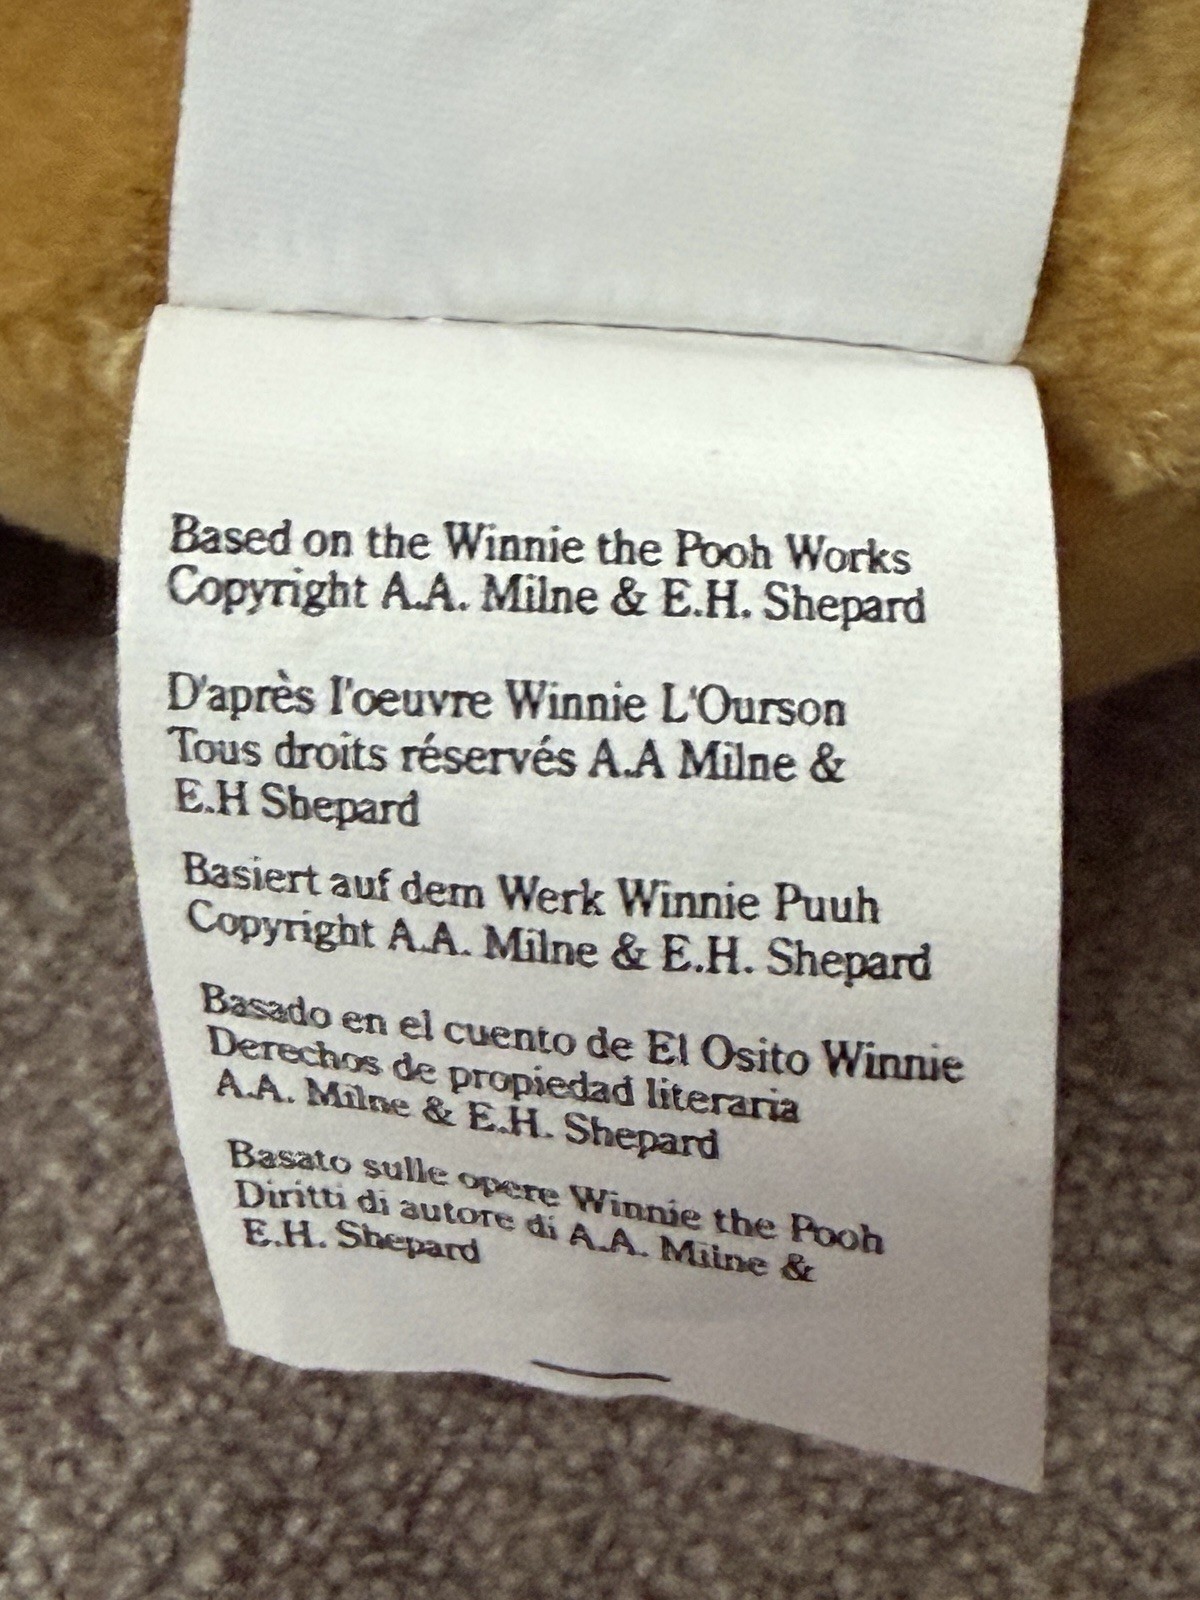 Based on the Winnie the Pooh Works
Copyright A.A. Milne & E.H. Shepard
D'après l'oeuvre Winnie L'Ourson
Tous droits réservés A.A Milne &
E.H Shepard
Basiert auf dem Werk Winnie Puuh
Copyright A.A. Milne & E.H. Shepard
Basado en el cuento de El Osito Winnie
Derechos de propiedad literaria
A.A. Milne & E.H. Shepard
Basato sulle opere Winnie the Pooh
Diritti di autore di A.A. Milne &
E.H. Shepard